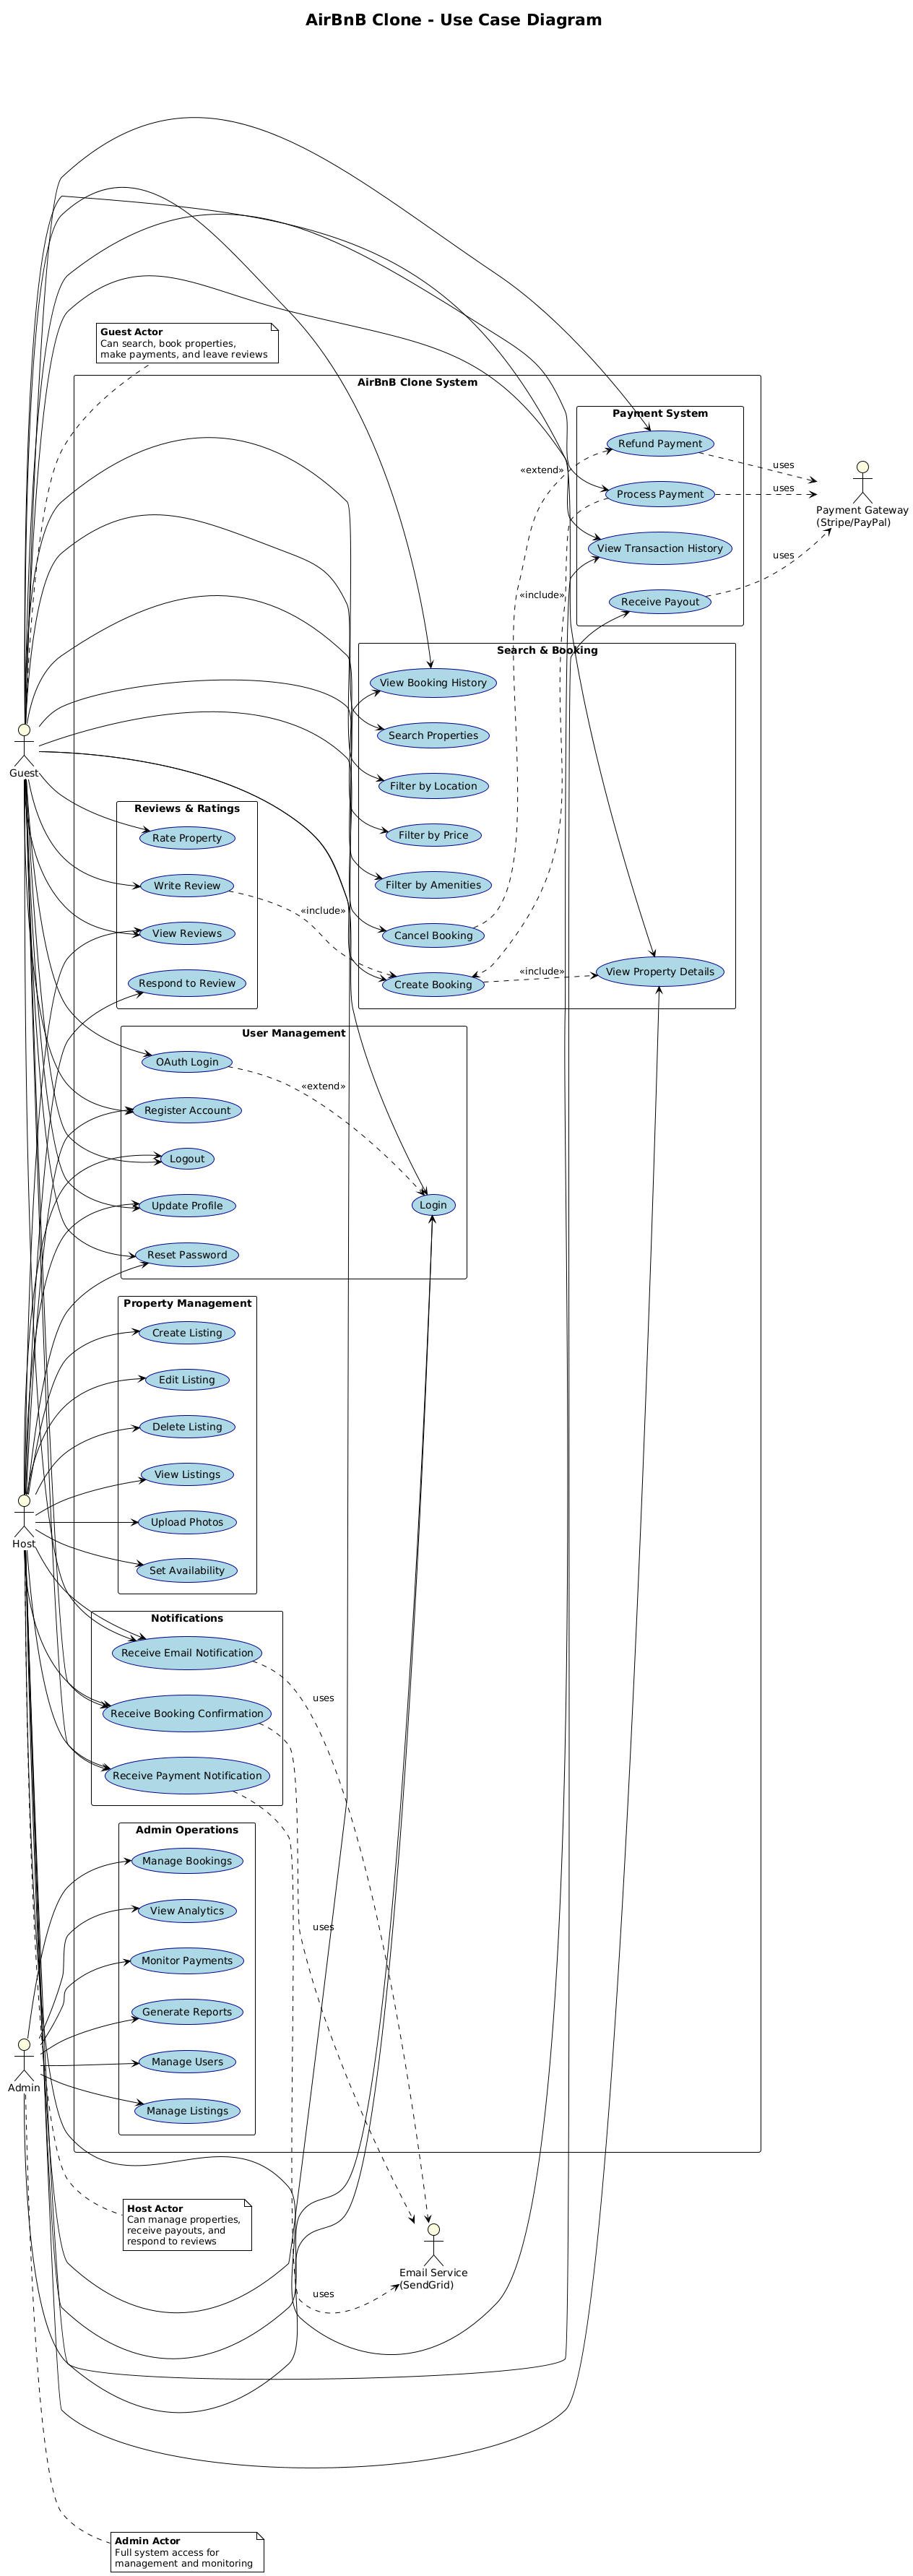 AirBnB Clone - Use Case Diagram
Guest Actor
Can search, book properties,
make payments, and leave reviews
AirBnB Clone System
Payment System
Refund Payment
Process Payment
View Transaction History
Receive Payout
«extend»
«include»
uses
uses
uses
Payment Gateway
(Stripe/PayPal)
Search & Booking
View Booking History
Search Properties
Filter by Location
Filter by Price
Filter by Amenities
Cancel Booking
Create Booking
«include»
View Property Details
Guest
Reviews & Ratings
Rate Property
Write Review
«include»
View Reviews
Respond to Review
User Management
OAuth Login
«extend»
Register Account
Logout
Update Profile
Login
Reset Password
Property Management
Create Listing
Edit Listing
Delete Listing
View Listings
Upload Photos
Set Availability
Host
Notifications
Receive Email Notification
uses
Receive Booking Confirmation
Receive Payment Notification
Admin Operations
Manage Bookings
View Analytics
uses
Monitor Payments
Generate Reports
Manage Users
Manage Listings
Admin
Host Actor
Can manage properties,
receive payouts, and
respond to reviews
Email Service
(SendGrid)
uses
Admin Actor
Full system access for
management and monitoring